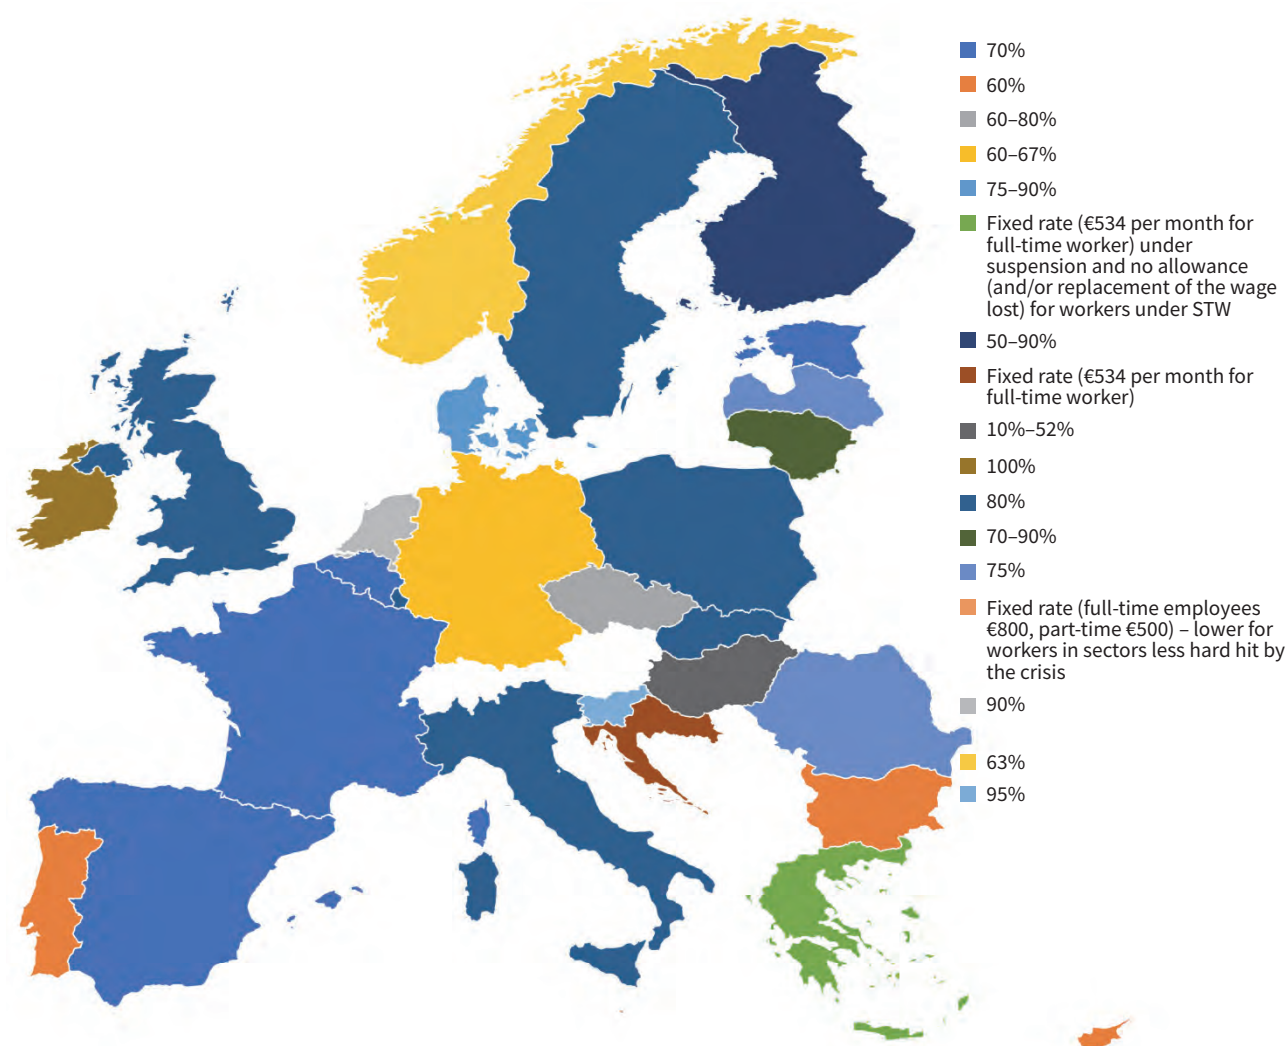 70%
60%
60–80%
60–67%
75–90%
Fixed rate (€534 per month for
full-time worker) under
suspension and no allowance
(and/or replacement of the wage
lost) for workers under STW
50–90%
Fixed rate (€534 per month for
full-time worker)
10%–52%
100%
80%
70–90%
75%
Fixed rate (full-time employees
€800, part-time €500) – lower for
workers in sectors less hard hit by
the crisis
90%
63%
95%